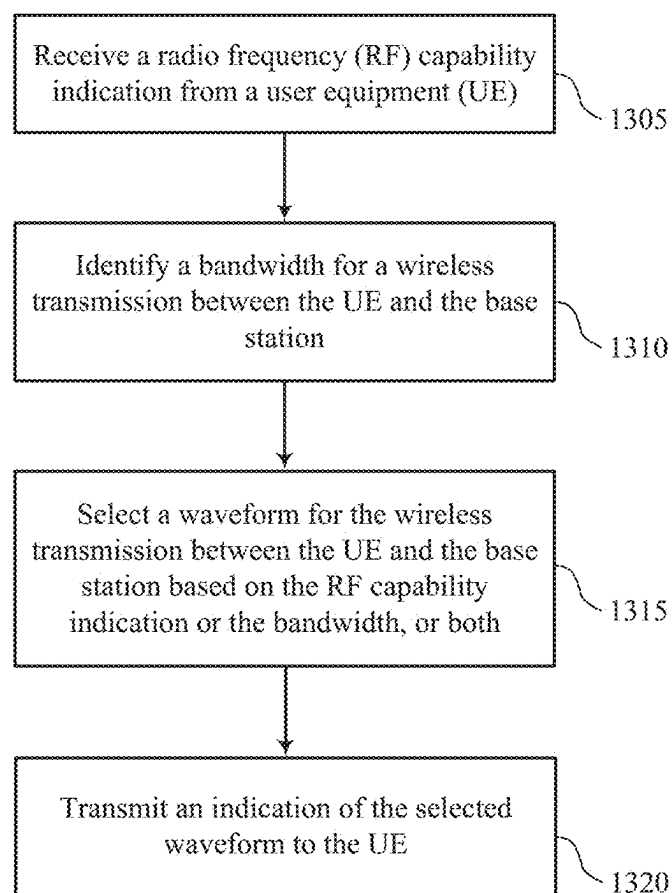 Receive a radio frequency (RF) capability
indication from a user equipment (UE)
1305
Identify a bandwidth for a wireless
transmission between the UE and the base
station
1310
Select a waveform for the wireless
transmission between the UE and the base
station based on the RF capability
indication or the bandwidth, or both
1315
Transmit an indication of the selected
waveform to the UE
1320